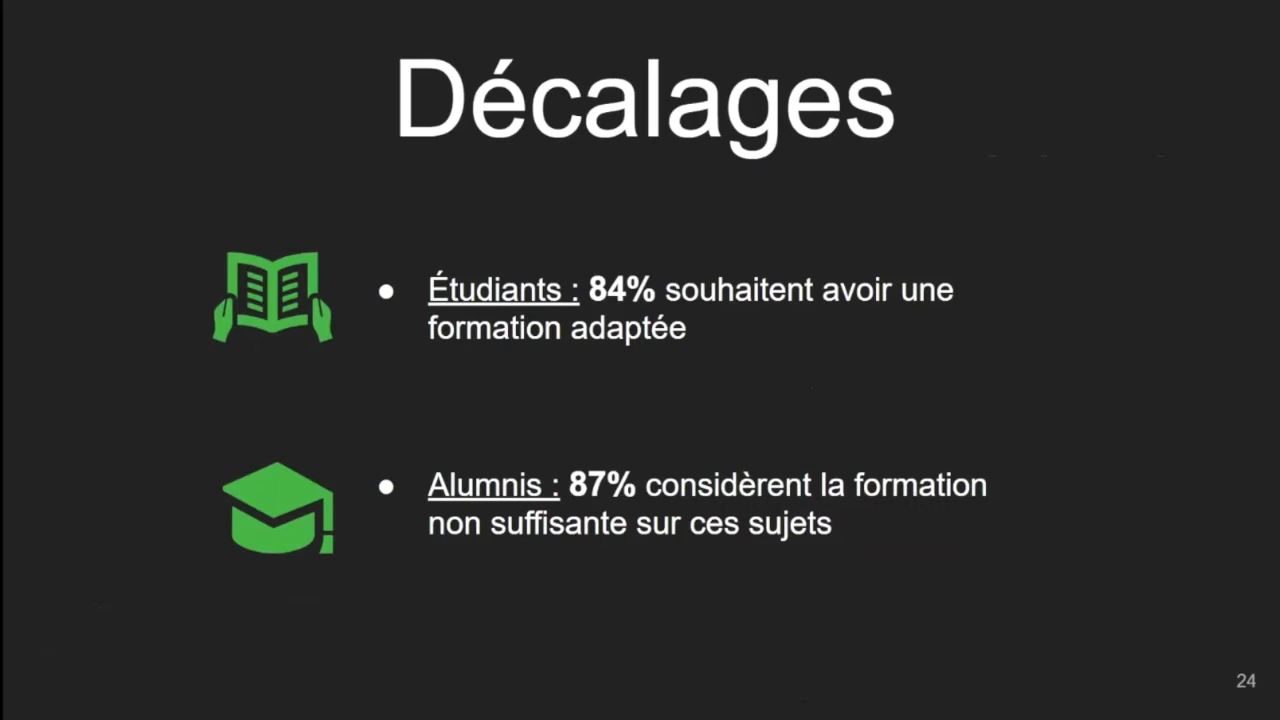 Décalages
● Étudiants : 84% souhaitent avoir une
formation adaptée
● Alumnis : 87% considèrent la formation
non suffisante sur ces sujets
24